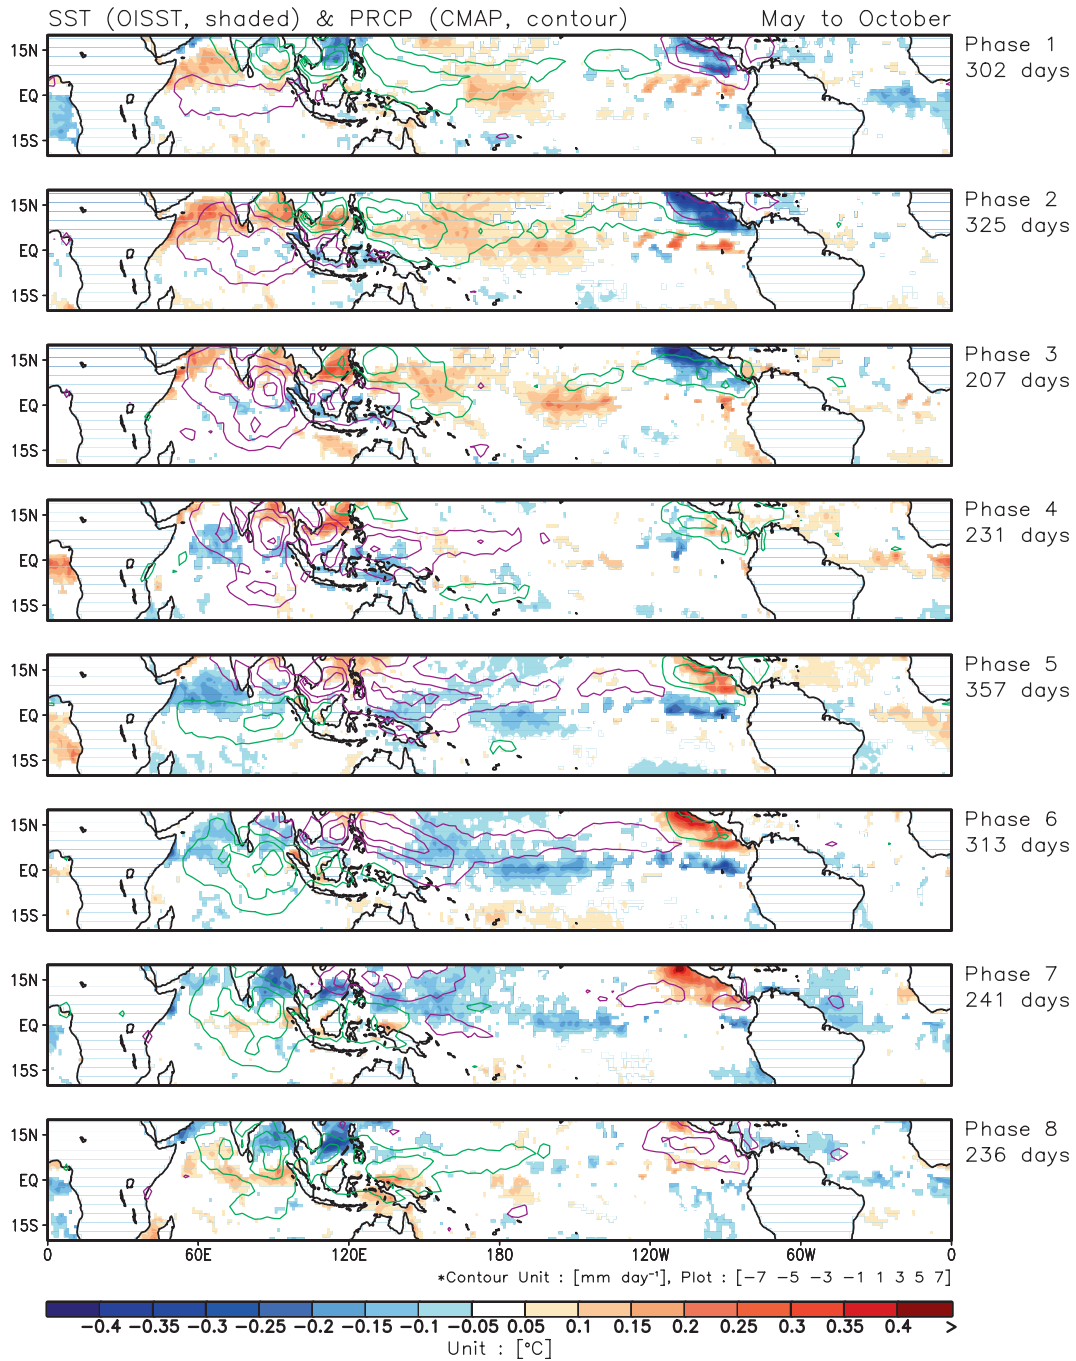 SST (OISST, shaded) & PRCP (CMAP, contour) May to October
15N
EQ
15S
Phase 1
302 days
15N
EQ
15S
Phase 2
325 days
15N
EQ
15S
Phase 3
207 days
15N
EQ
15S
Phase 4
231 days
15N
EQ
15S
Phase 5
357 days
15N
EQ
15S
Phase 6
313 days
15N
EQ
15S
Phase 7
241 days
15N
EQ
15S
Phase 8
236 days
0 60E 120E 180 120W 60W 0
*Contour Unit : [mm day⁻¹], Plot : [-7 -5 -3 -1 1 3 5 7]
-0.4 -0.35 -0.3 -0.25 -0.2 -0.15 -0.1 -0.05 0.05 0.1 0.15 0.2 0.25 0.3 0.35 0.4 >
Unit : [°C]